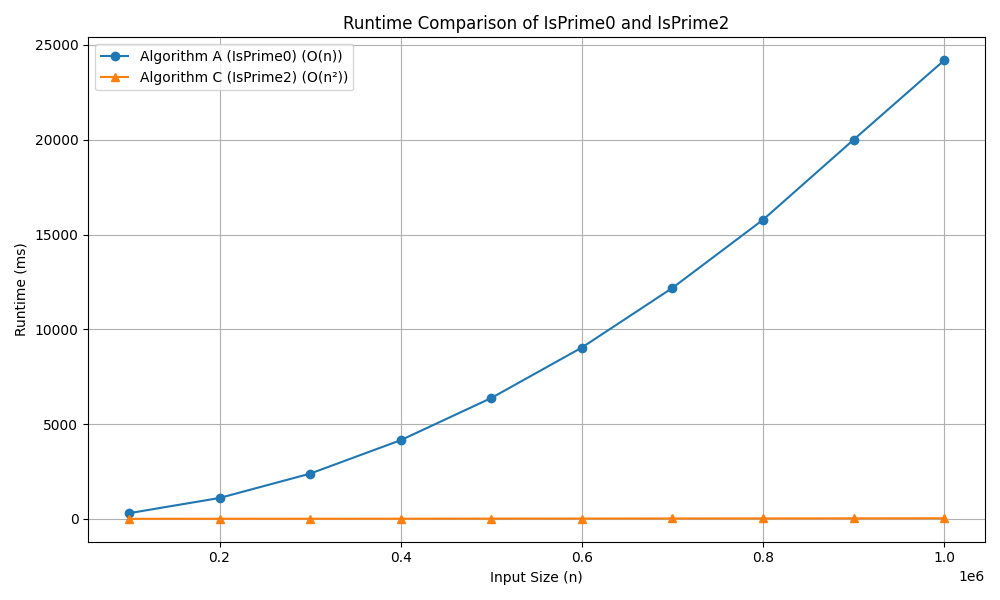 Runtime Comparison of IsPrime0 and IsPrime2
Algorithm A (IsPrime0) (O(n))
Algorithm C (IsPrime2) (O(n²))
Runtime (ms)
25000
20000
15000
10000
5000
0
0.2 0.4 0.6 0.8 1.0
1e6
Input Size (n)